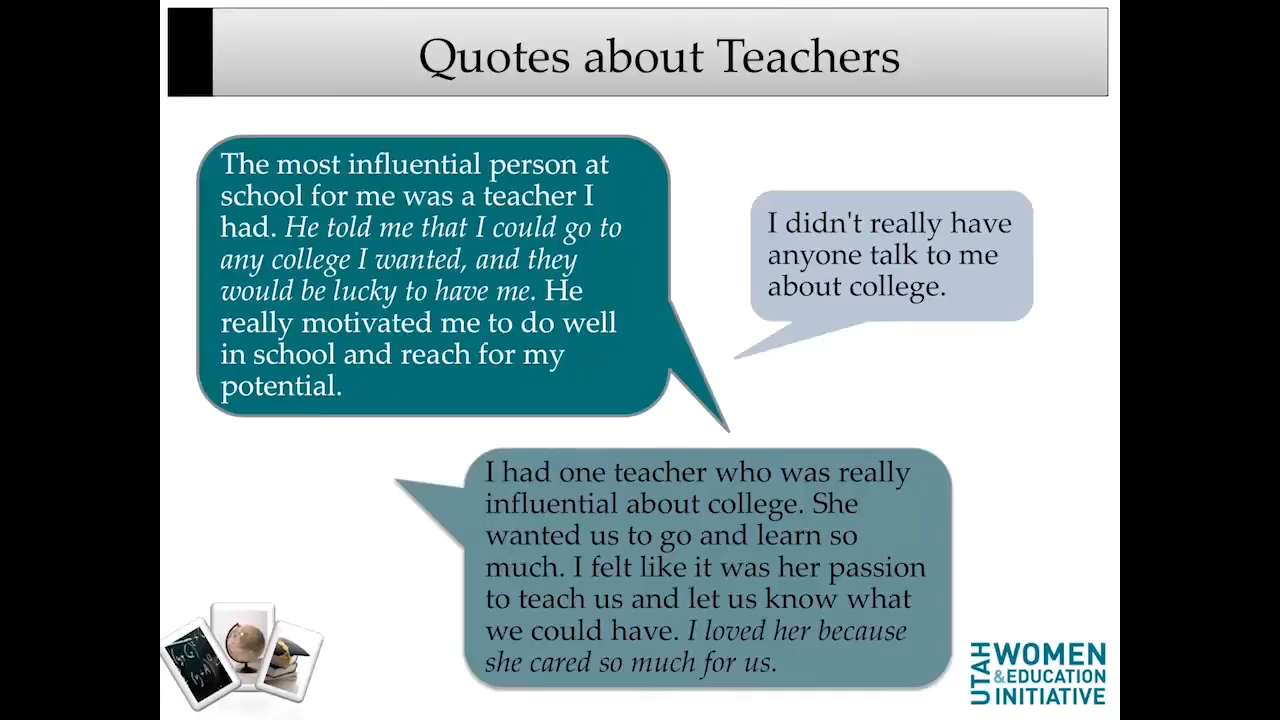 Quotes about Teachers
The most influential person at
school for me was a teacher I
had. He told me that I could go to
any college I wanted, and they
would be lucky to have me. He
really motivated me to do well
in school and reach for my
potential.
I didn't really have
anyone talk to me
about college.
I had one teacher who was really
influential about college. She
wanted us to go and learn so
much. I felt like it was her passion
to teach us and let us know what
we could have. I loved her because
she cared so much for us.
UTAH
WOMEN
&EDUCATION
INITIATIVE